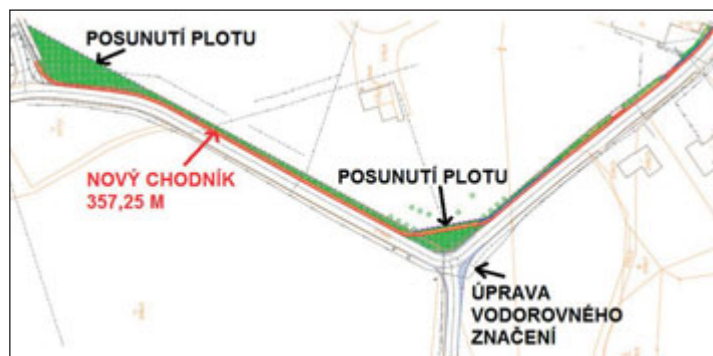 POSUNUTÍ PLOTU
NOVÝ CHODNÍK
357,25 M
POSUNUTÍ PLOTU
ÚPRAVA
VODOROVNÉHO
ZNAČENÍ